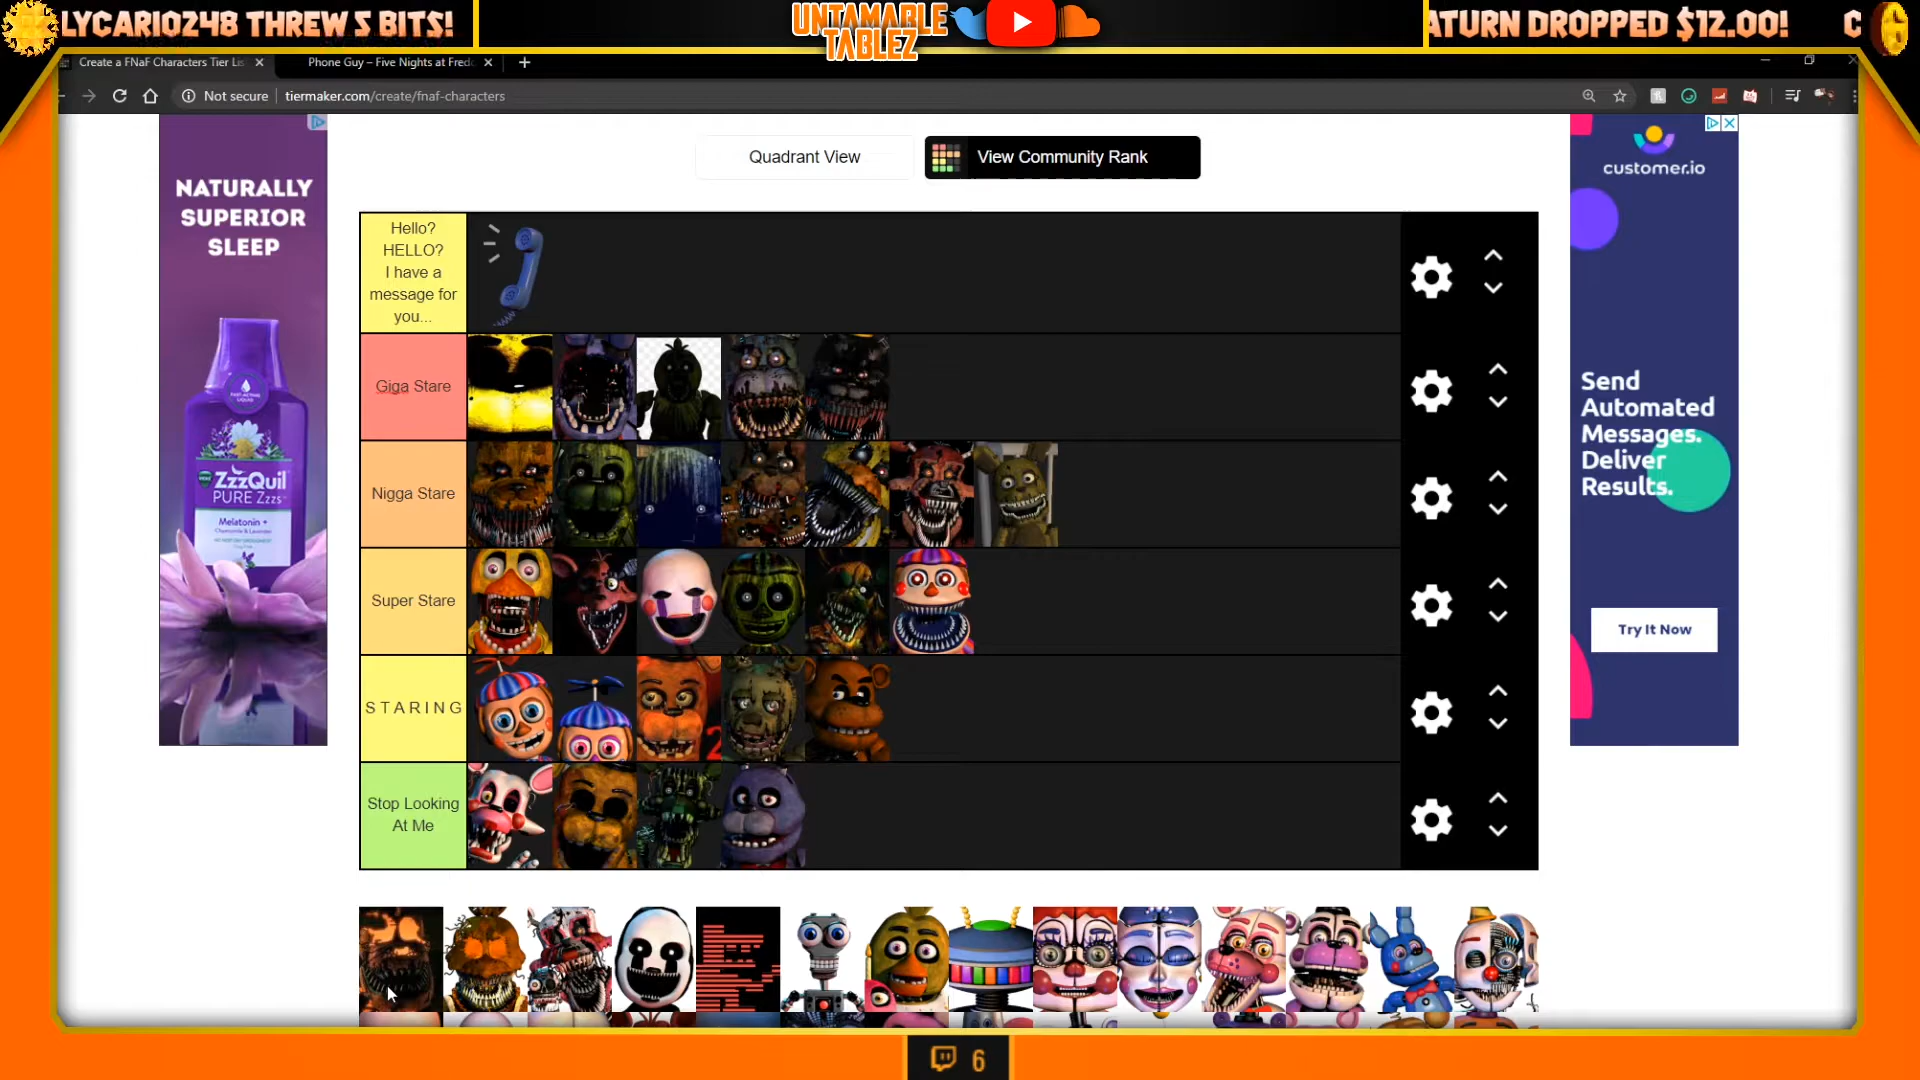 LYCARIO248 THREW 5 BITS!
UNTAMABLE
TABLEZ
ATURN DROPPED $12.00!
C
Create a FNaF Characters Tier Lis
Phone Guy – Five Nights at Fredd
Not secure
tiermaker.com/create/fnaf-characters
Quadrant View
View Community Rank
NATURALLY
SUPERIOR
SLEEP
ZzzQuil
PURE Zzzs
Melatonin +
customer.io
Send
Automated
Messages.
Deliver
Results.
Try It Now
Hello?
HELLO?
I have a
message for
you...
Giga Stare
Nigga Stare
Super Stare
S T A R I N G
Stop Looking
At Me
2
6